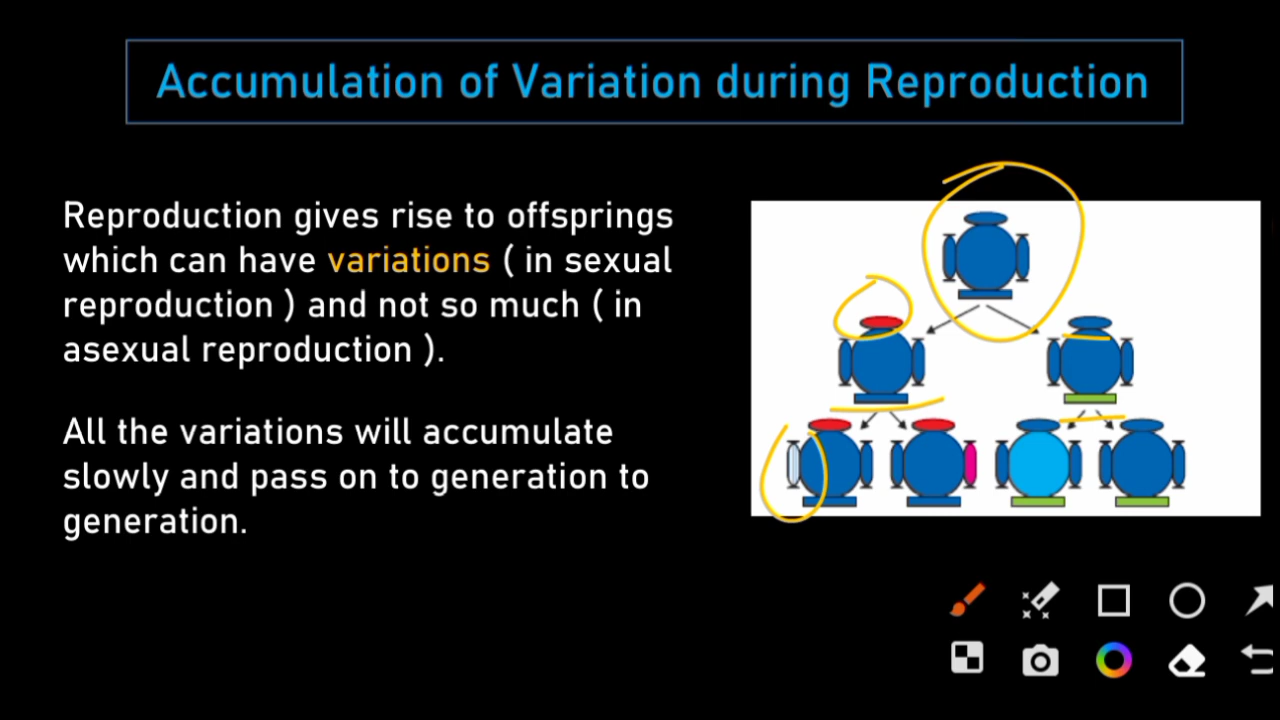 Accumulation of Variation during Reproduction
Reproduction gives rise to offsprings
which can have variations ( in sexual
reproduction ) and not so much ( in
asexual reproduction ).
All the variations will accumulate
slowly and pass on to generation to
generation.